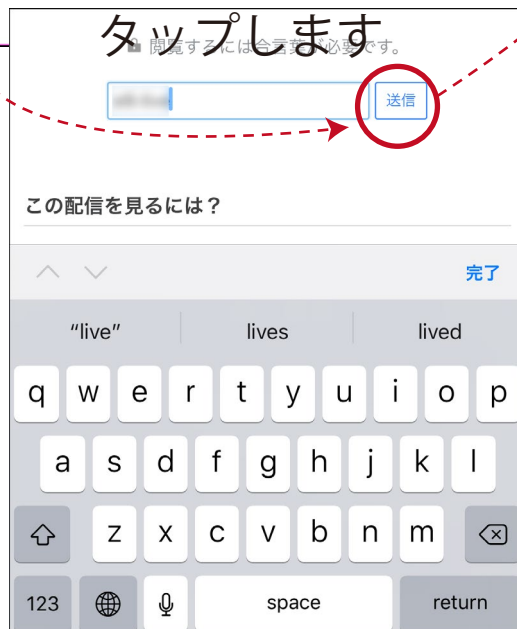 タップします
閲覧するには合言葉が必要です。
送信
この配信を見るには？
完了
“live” lives lived
q w e r t y u i o p
a s d f g h j k l
z x c v b n m
123 space return